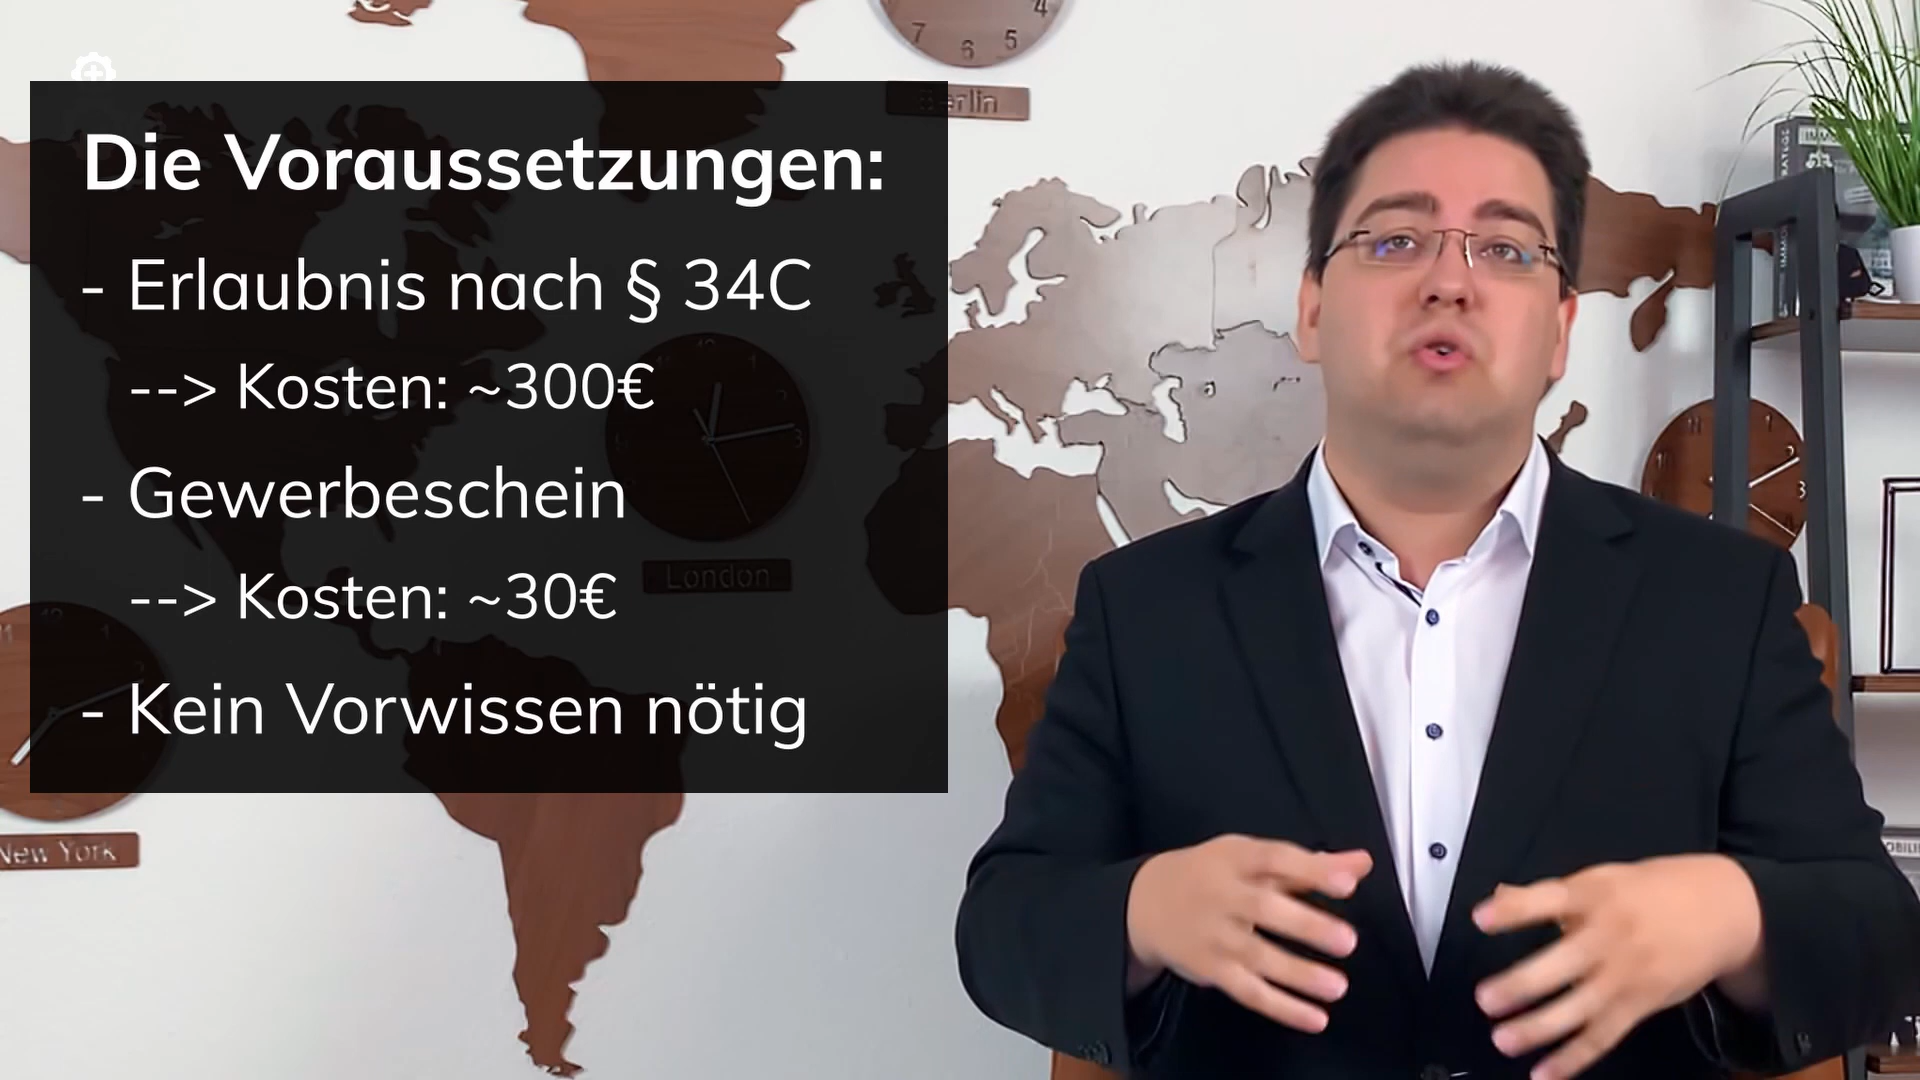 Die Voraussetzungen:
- Erlaubnis nach § 34C
--> Kosten: ~300€
- Gewerbeschein
--> Kosten: ~30€
- Kein Vorwissen nötig
Berlin
London
New York